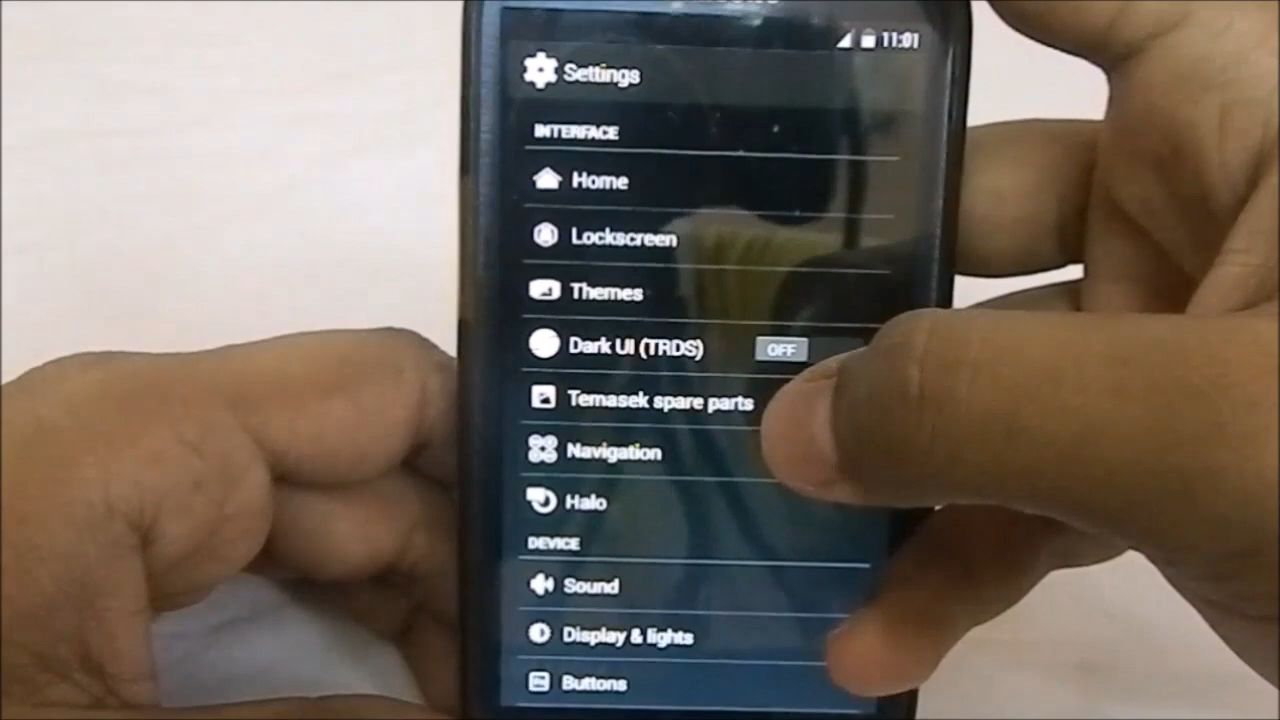 11:01
Settings
INTERFACE
Home
Lockscreen
Themes
Dark UI (TRDS) OFF
Temasek spare parts
Navigation
Halo
DEVICE
Sound
Display & lights
Buttons